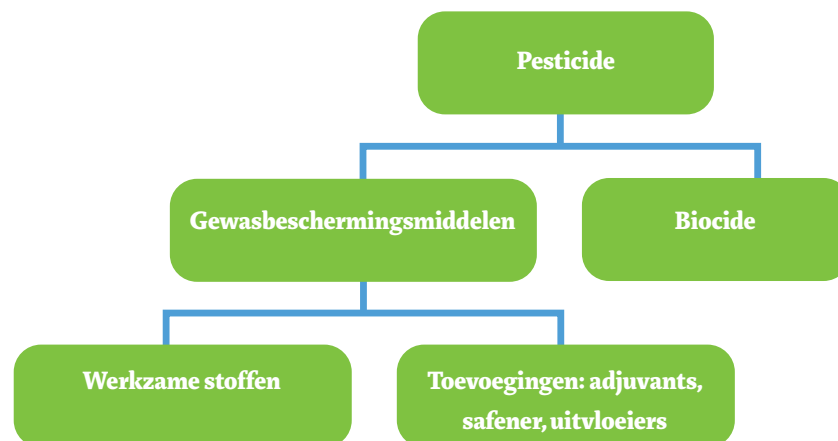 Pesticide
Gewasbeschermingsmiddelen
Biocide
Werkzame stoffen
Toevoegingen: adjuvants,
safener, uitvloeiers